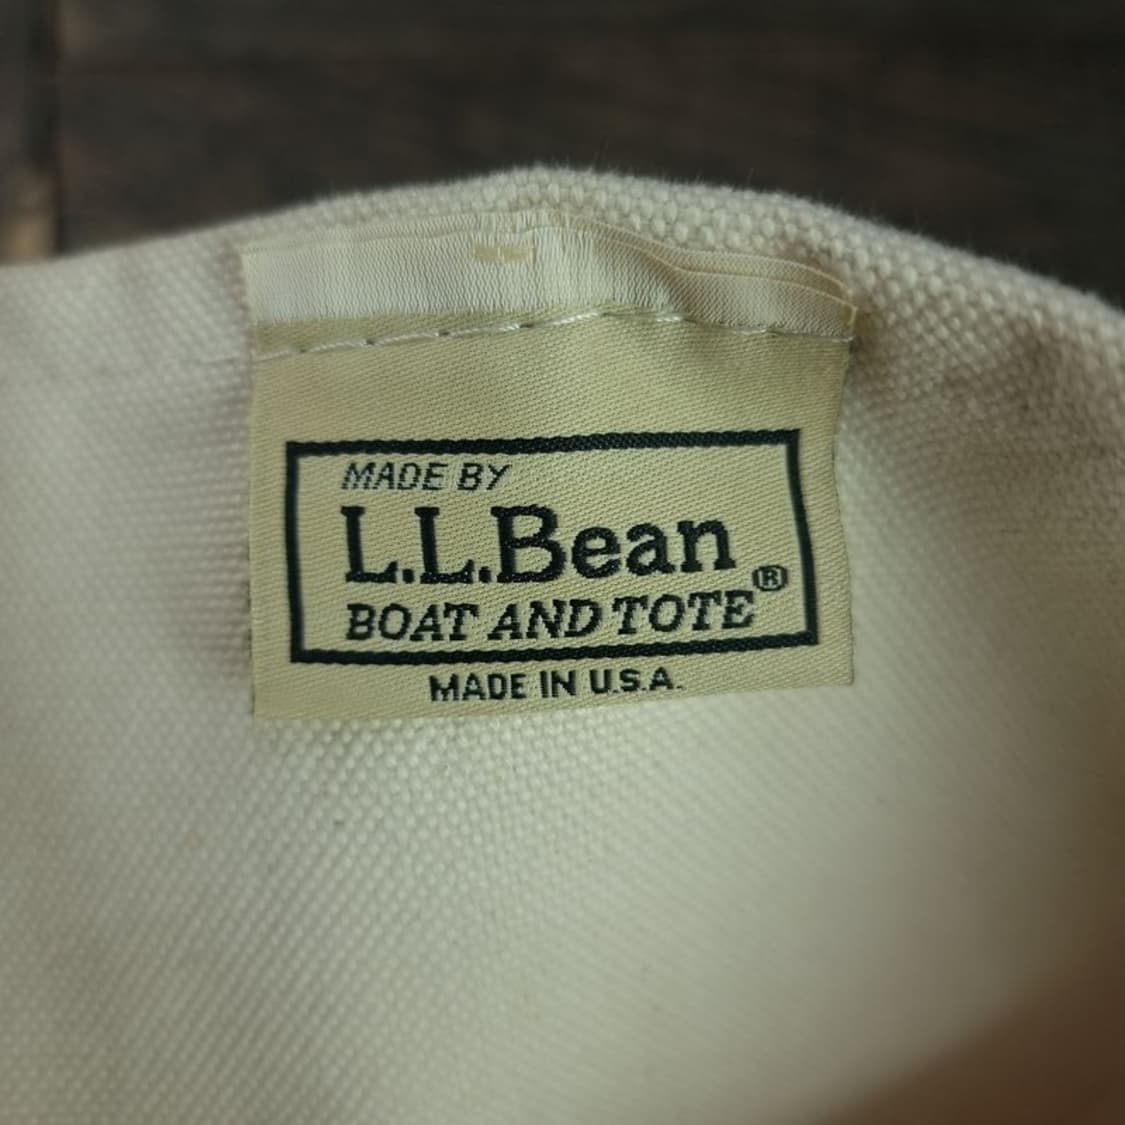 MADE BY
L.L.Bean
BOAT AND TOTE®
MADE IN U.S.A.